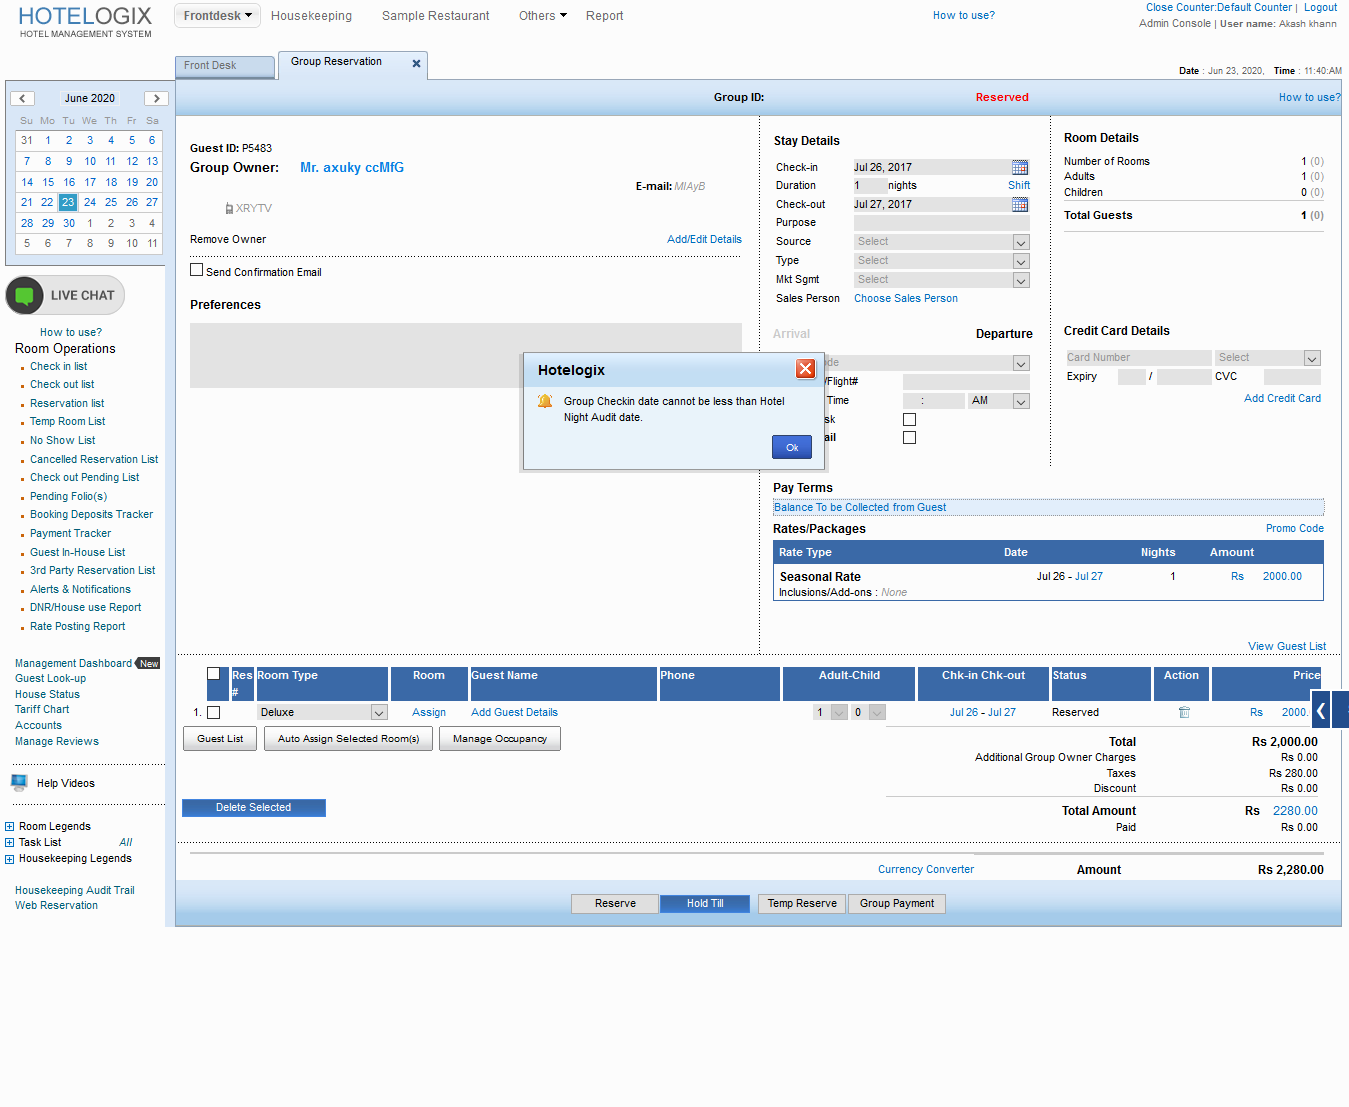 HOTELOGIX
HOTEL MANAGEMENT SYSTEM
Frontdesk Housekeeping Sample Restaurant Others Report
How to use?
Close Counter:Default Counter | Logout
Admin Console | User name: Akash khann
Front Desk
Group Reservation
Date : Jun 23, 2020, Time : 11:40:AM
June 2020
Su Mo Tu We Th Fr Sa
31 1 2 3 4 5 6
7 8 9 10 11 12 13
14 15 16 17 18 19 20
21 22 23 24 25 26 27
28 29 30 1 2 3 4
5 6 7 8 9 10 11
LIVE CHAT
How to use?
Room Operations
Check in list
Check out list
Reservation list
Temp Room List
No Show List
Cancelled Reservation List
Check out Pending List
Pending Folio(s)
Booking Deposits Tracker
Payment Tracker
Guest In-House List
3rd Party Reservation List
Alerts & Notifications
DNR/House use Report
Rate Posting Report
Management Dashboard New
Guest Look-up
House Status
Tariff Chart
Accounts
Manage Reviews
Help Videos
Room Legends
Task List All
Housekeeping Legends
Housekeeping Audit Trail
Web Reservation
Group ID:
Reserved
How to use?
Guest ID: P5483
Group Owner: Mr. axuky ccMfG
E-mail: MIAyB
XRYTV
Remove Owner
Add/Edit Details
Send Confirmation Email
Preferences
Stay Details
Check-in Jul 26, 2017
Duration 1 nights Shift
Check-out Jul 27, 2017
Purpose
Source Select
Type Select
Mkt Sgmt Select
Sales Person Choose Sales Person
Arrival Departure
de
/Flight#
Time : AM
sk
ail
Room Details
Number of Rooms 1 (0)
Adults 1 (0)
Children 0 (0)
Total Guests 1 (0)
Credit Card Details
Card Number Select
Expiry / CVC
Add Credit Card
Hotelogix
Group Checkin date cannot be less than Hotel
Night Audit date.
Ok
Pay Terms
Balance To be Collected from Guest
Rates/Packages Promo Code
Rate Type Date Nights Amount
Seasonal Rate Jul 26 - Jul 27 1 Rs 2000.00
Inclusions/Add-ons : None
View Guest List
Res # Room Type Room Guest Name Phone Adult-Child Chk-in Chk-out Status Action Price
1. Deluxe Assign Add Guest Details 1 0 Jul 26 - Jul 27 Reserved Rs 2000.
Guest List Auto Assign Selected Room(s) Manage Occupancy
Delete Selected
Total Rs 2,000.00
Additional Group Owner Charges Rs 0.00
Taxes Rs 280.00
Discount Rs 0.00
Total Amount Rs 2280.00
Paid Rs 0.00
Currency Converter Amount Rs 2,280.00
Reserve Hold Till Temp Reserve Group Payment